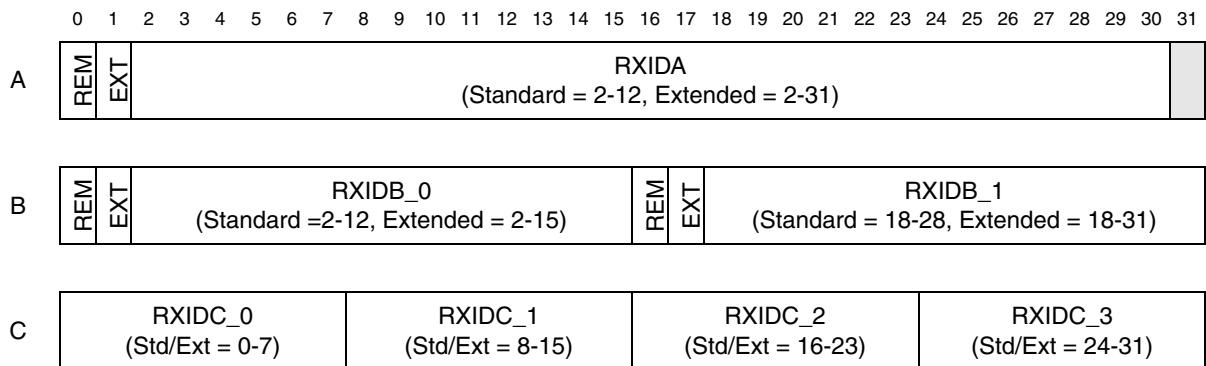 0 1 2 3 4 5 6 7 8 9 10 11 12 13 14 15 16 17 18 19 20 21 22 23 24 25 26 27 28 29 30 31
A REM EXT RXIDA
(Standard = 2-12, Extended = 2-31)
B REM EXT RXIDB_0 REM EXT RXIDB_1
(Standard =2-12, Extended = 2-15) (Standard = 18-28, Extended = 18-31)
C RXIDC_0 RXIDC_1 RXIDC_2 RXIDC_3
(Std/Ext = 0-7) (Std/Ext = 8-15) (Std/Ext = 16-23) (Std/Ext = 24-31)